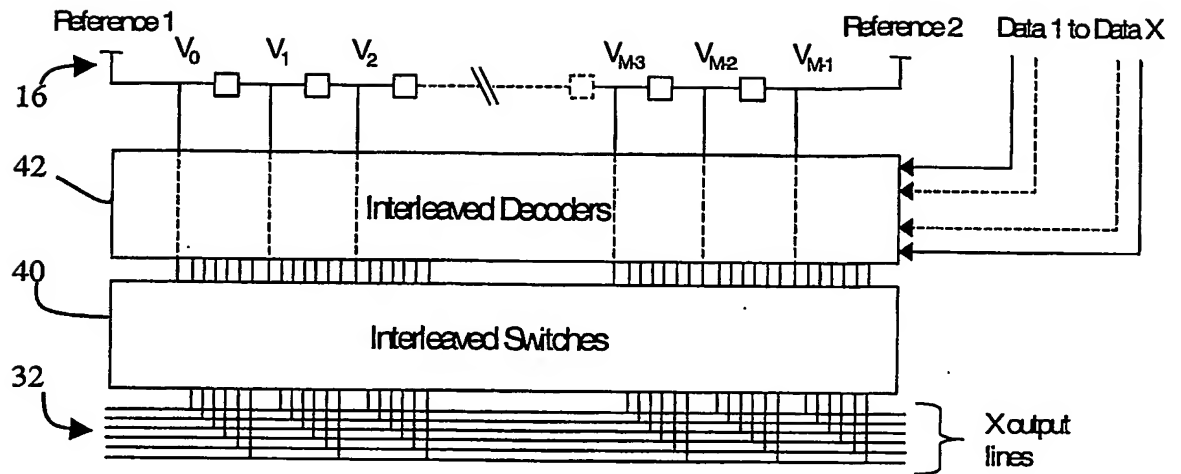 Reference 1
V0 V1 V2 VM-3 VM-2 VM-1
Reference 2
Data 1 to Data X
16
42
Interleaved Decoders
40
Interleaved Switches
32
X output
lines